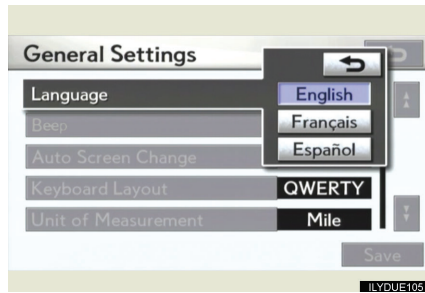 General Settings
Language
English
Beep
Français
Auto Screen Change
Español
Keyboard Layout QWERTY
Unit of Measurement Mile
Save
ILYDUE105